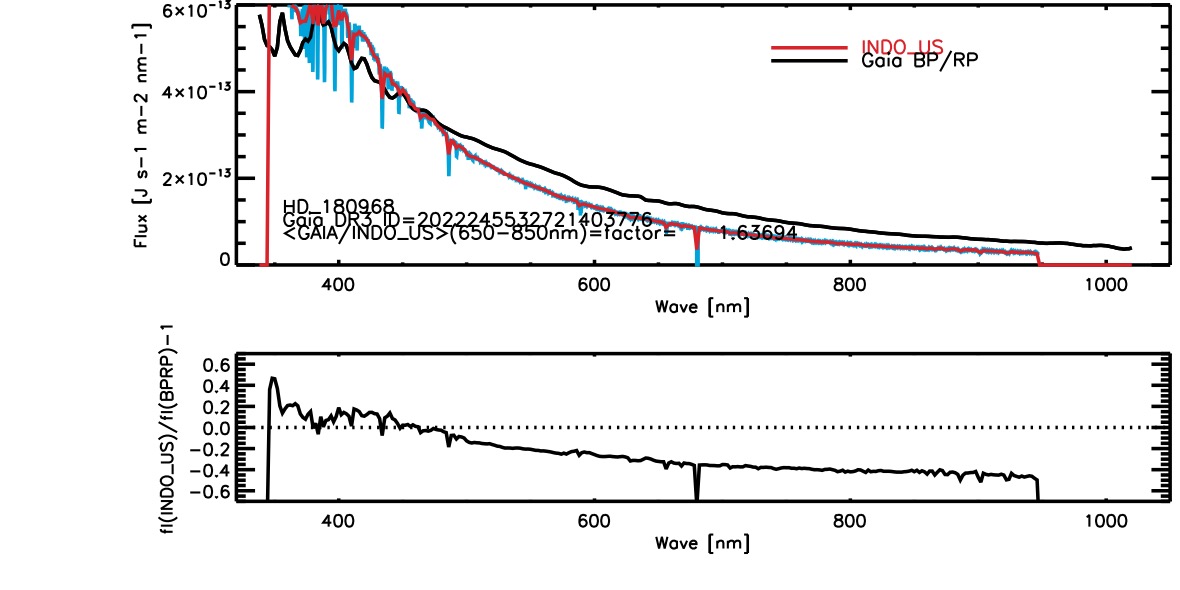 6×10−13
4×10−13
2×10−13
0
Flux [J s−1 m−2 nm−1]
INDO_US
Gaia BP/RP
HD_180968
Gaia DR3 ID=2022245532721403776
<GAIA/INDO_US>(650−850nm)=factor= 1.63694
400 600 800 1000
Wave [nm]
0.6
0.4
0.2
0.0
−0.2
−0.4
−0.6
fl(INDO_US)/fl(BPRP)−1
400 600 800 1000
Wave [nm]